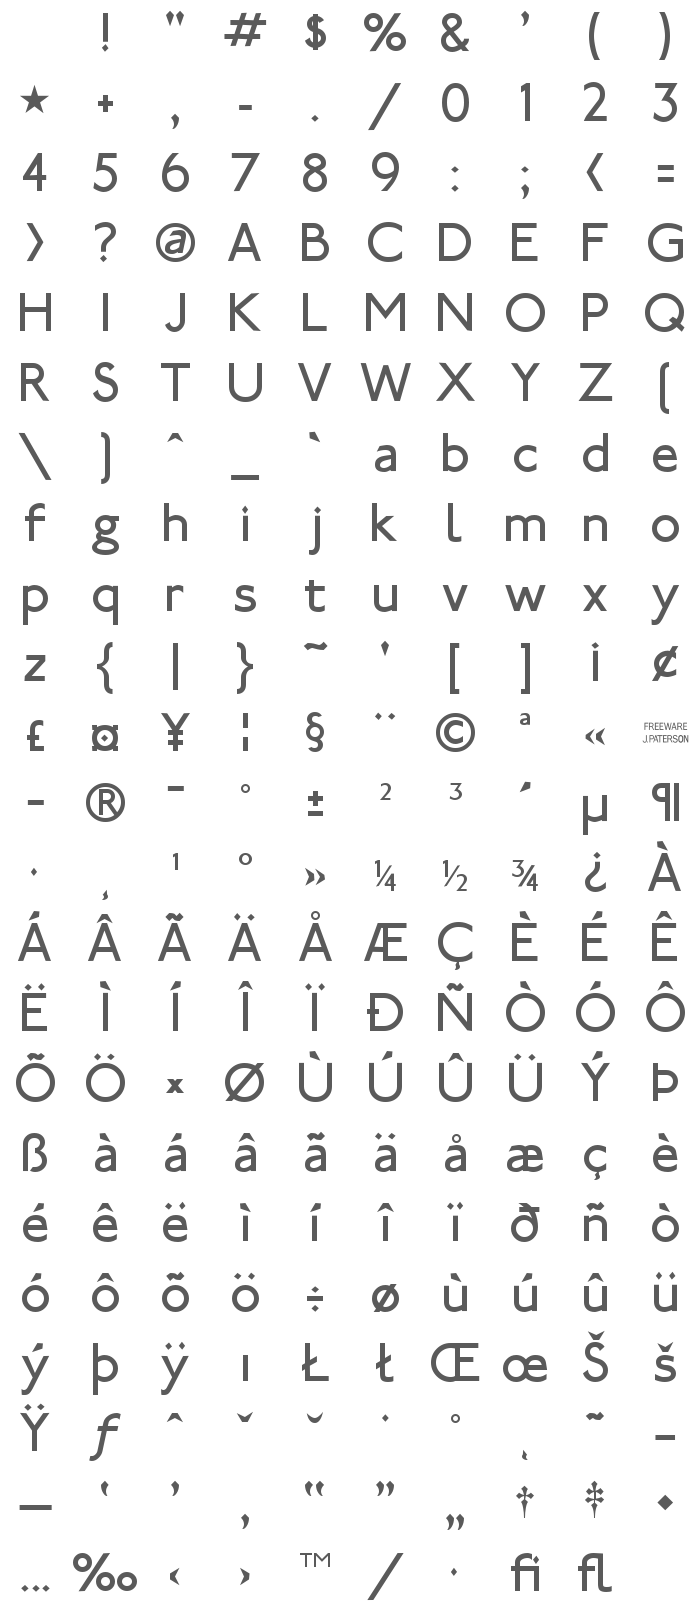 ! " # $ % & ' ( )
★ + , - . / 0 1 2 3
4 5 6 7 8 9 : ; < =
> ? @ A B C D E F G
H I J K L M N O P Q
R S T U V W X Y Z [
\ ] ^ _ ` a b c d e
f g h i j k l m n o
p q r s t u v w x y
z { | } ~ ' [ ] i ¢
£ ¤ ¥ ¦ § ¨ © ª « FREEWARE J.PATERSON
- ® ¯ ° ± ² ³ ´ µ ¶
· ¸ ¹ º » ¼ ½ ¾ ¿ À
Á Â Ã Ä Å Æ Ç È É Ê
Ë Ì Í Î Ï Ð Ñ Ò Ó Ô
Õ Ö × Ø Ù Ú Û Ü Ý Þ
ß à á â ã ä å æ ç è
é ê ë ì í î ï ð ñ ò
ó ô õ ö ÷ ø ù ú û ü
ý þ ÿ ı Ł ł Œ œ Š š
Ÿ ƒ ˆ ˇ ˘ ˙ ˚ ˛ ˜ –
— ‘ ’ ‚ “ ” „ † ‡ •
… ‰ ‹ › ™ ⁄ · ﬁ ﬂ